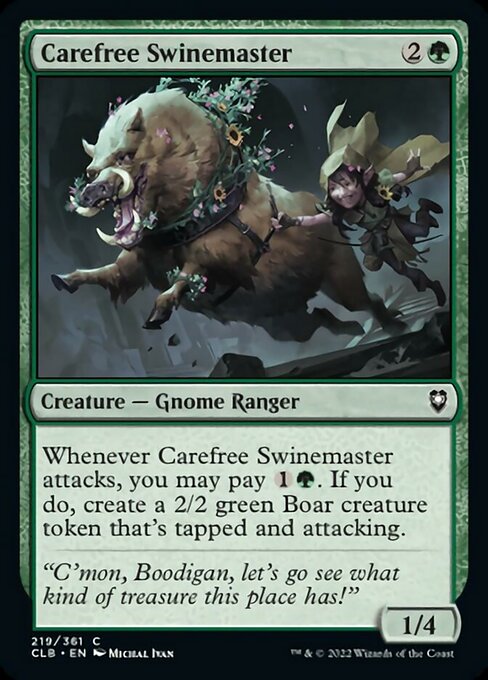 Carefree Swinemaster 2
Creature — Gnome Ranger
Whenever Carefree Swinemaster
attacks, you may pay 1 . If you
do, create a 2/2 green Boar creature
token that's tapped and attacking.
“C'mon, Boodigan, let's go see what
kind of treasure this place has!”
1/4
219/361 C
CLB • EN Michal Ivan
™ & © 2022 Wizards of the Coast